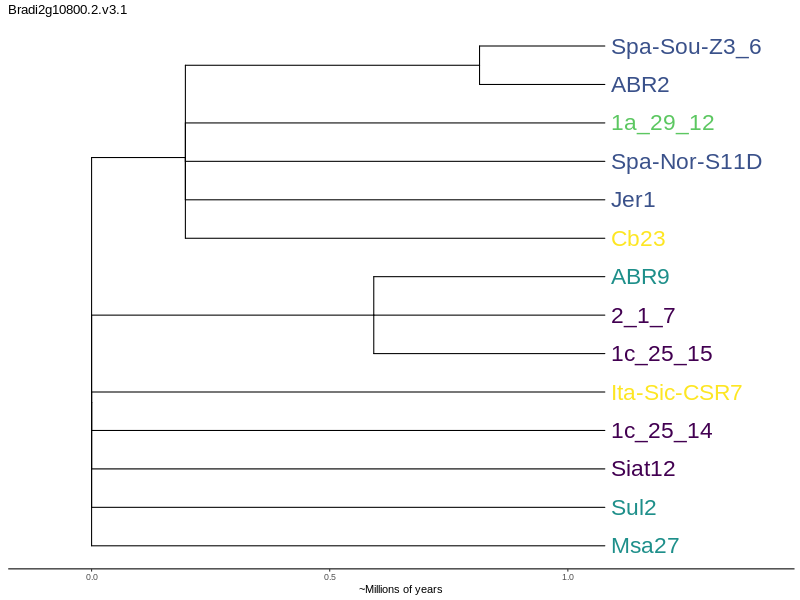 Bradi2g10800.2.v3.1
Spa-Sou-Z3_6
ABR2
1a_29_12
Spa-Nor-S11D
Jer1
Cb23
ABR9
2_1_7
1c_25_15
Ita-Sic-CSR7
1c_25_14
Siat12
Sul2
Msa27
0.0 0.5 1.0
~Millions of years